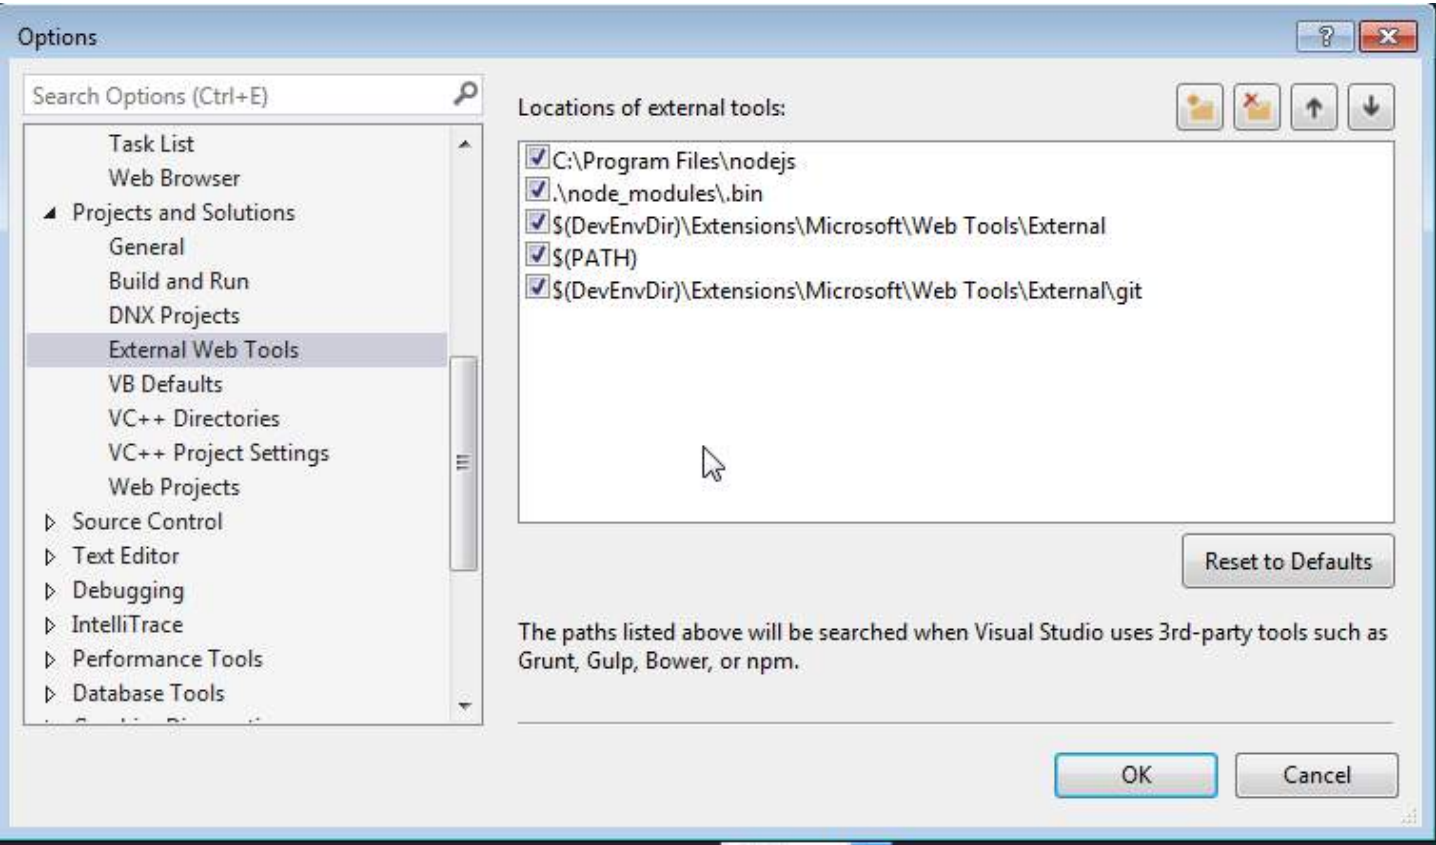 Options
Search Options (Ctrl+E)
Task List
Web Browser
Projects and Solutions
General
Build and Run
DNX Projects
External Web Tools
VB Defaults
VC++ Directories
VC++ Project Settings
Web Projects
Source Control
Text Editor
Debugging
IntelliTrace
Performance Tools
Database Tools
Locations of external tools:
C:\Program Files\nodejs
.\node_modules\.bin
$(DevEnvDir)\Extensions\Microsoft\Web Tools\External
$(PATH)
$(DevEnvDir)\Extensions\Microsoft\Web Tools\External\git
Reset to Defaults
The paths listed above will be searched when Visual Studio uses 3rd-party tools such as
Grunt, Gulp, Bower, or npm.
OK
Cancel